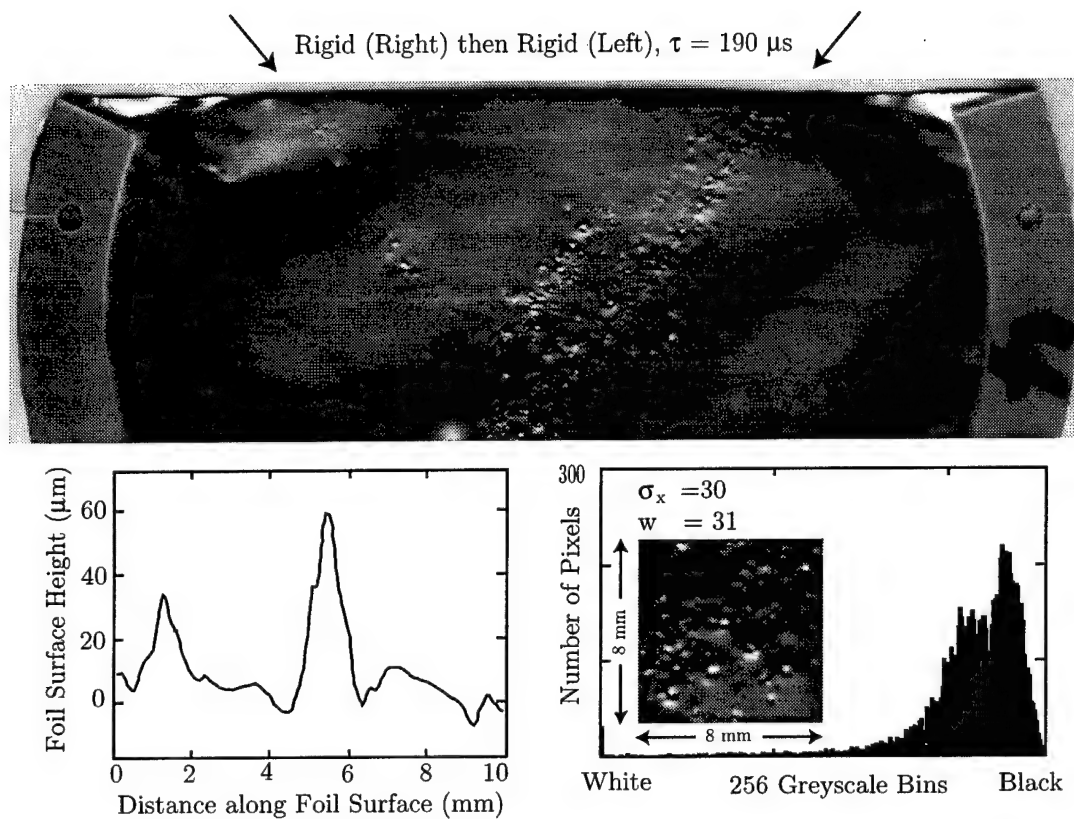 Rigid (Right) then Rigid (Left), τ = 190 μs
Foil Surface Height (μm)
60
40
20
0
0 2 4 6 8 10
Distance along Foil Surface (mm)
300
Number of Pixels
σx =30
w = 31
8 mm
8 mm
White 256 Greyscale Bins Black